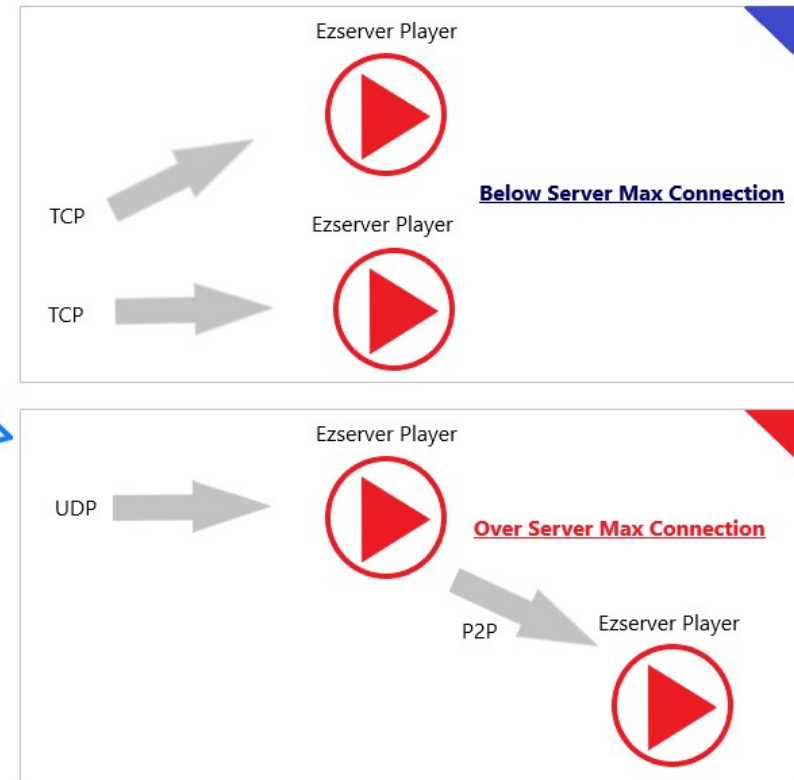 Ezserver Player
Below Server Max Connection
TCP
Ezserver Player
TCP
Ezserver Player
UDP
Over Server Max Connection
P2P
Ezserver Player